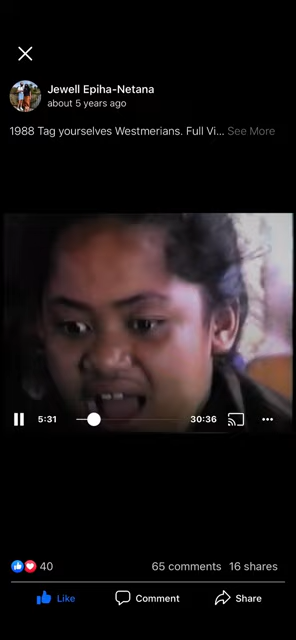 Jewell Epiha-Netana
about 5 years ago
1988 Tag yourselves Westmerians. Full Vi... See More
5:31
30:36
40
65 comments 16 shares
Like Comment Share